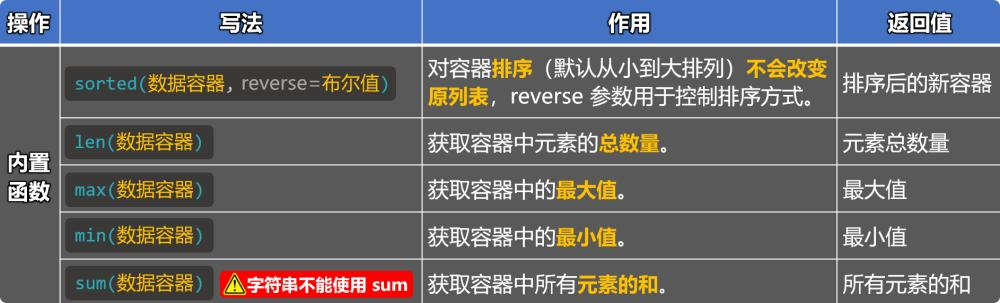 操作 写法 作用 返回值
内置
函数
sorted(数据容器, reverse=布尔值)
对容器排序（默认从小到大排列）不会改变
原列表，reverse 参数用于控制排序方式。
排序后的新容器
len(数据容器)
获取容器中元素的总数量。
元素总数量
max(数据容器)
获取容器中的最大值。
最大值
min(数据容器)
获取容器中的最小值。
最小值
sum(数据容器) 字符串不能使用 sum
获取容器中所有元素的和。
所有元素的和